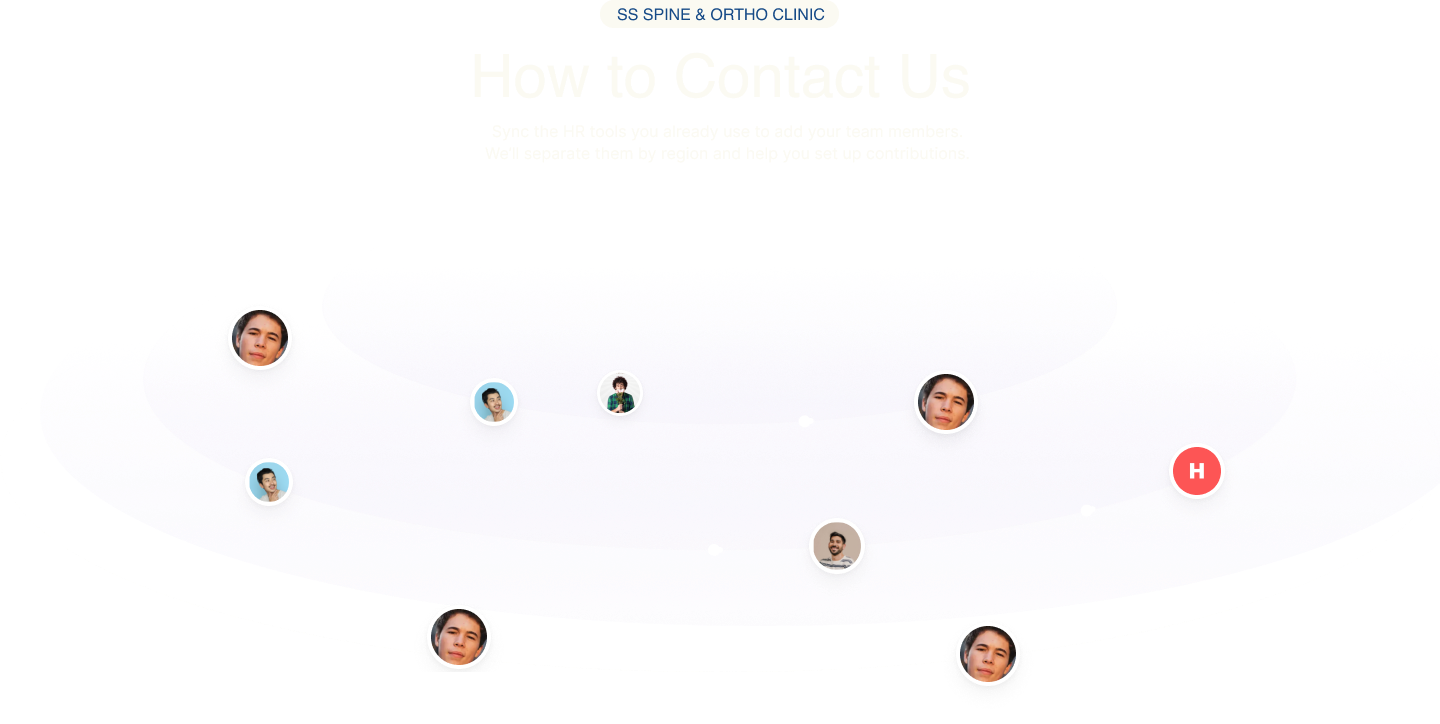 SS SPINE & ORTHO CLINIC
How to Contact Us
Sync the HR tools you already use to add your team members.
We'll separate them by region and help you set up contributions.
H